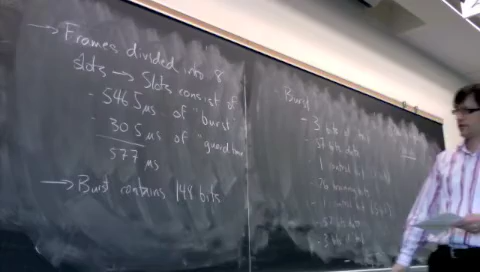 → Frames divided into 8
slots → Slots consist of
- 546.5 μs of "burst"
- 30.5 μs of "guard time
577 μs
→ Burst contains 148 bits
- Burst
- 3 bits of
- 57 bits data
- 1 control bit
- 26 training bits
- 1 control bit
- 57 bits data
- 3 bits of